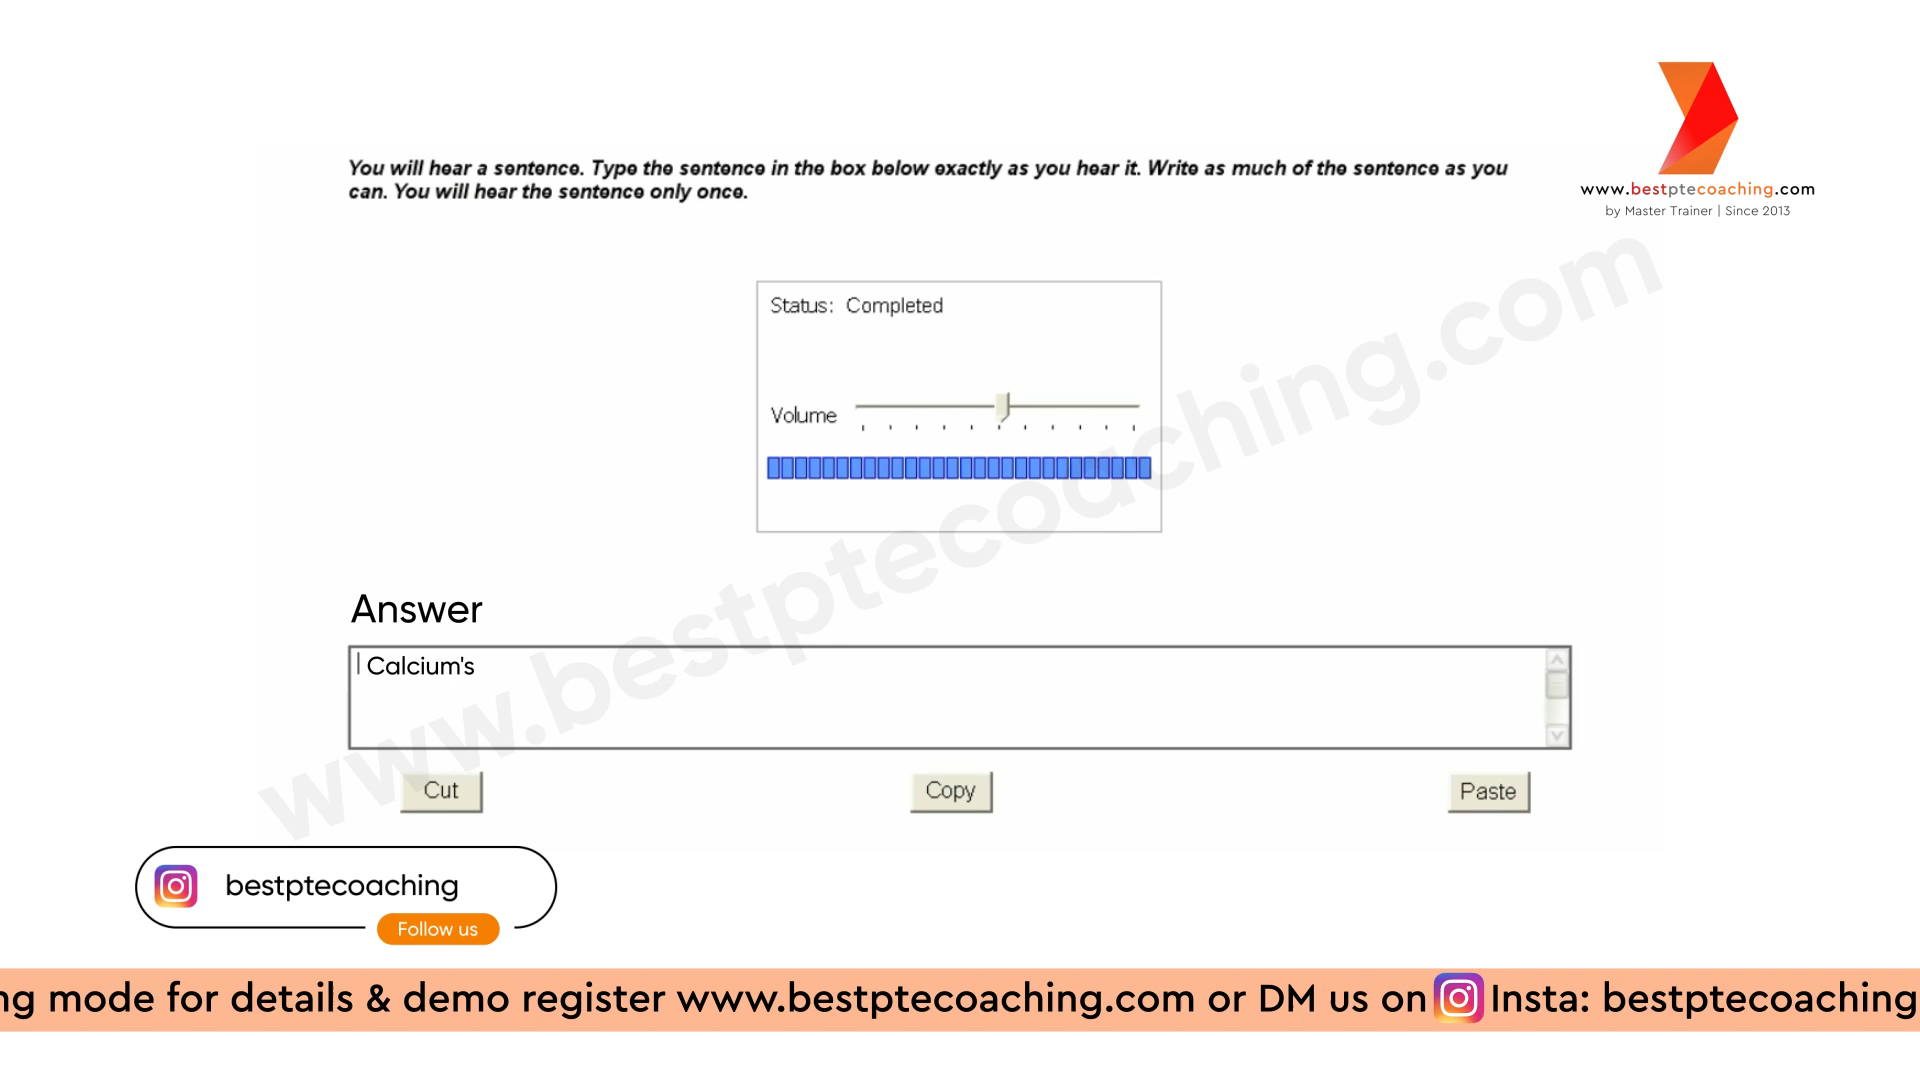 You will hear a sentence. Type the sentence in the box below exactly as you hear it. Write as much of the sentence as you
can. You will hear the sentence only once.
www.bestptecoaching.com
by Master Trainer | Since 2013
Status: Completed
Volume
www.bestptecoaching.com
Answer
Calcium's
Cut
Copy
Paste
bestptecoaching
Follow us
ng mode for details & demo register www.bestptecoaching.com or DM us on Insta: bestptecoaching